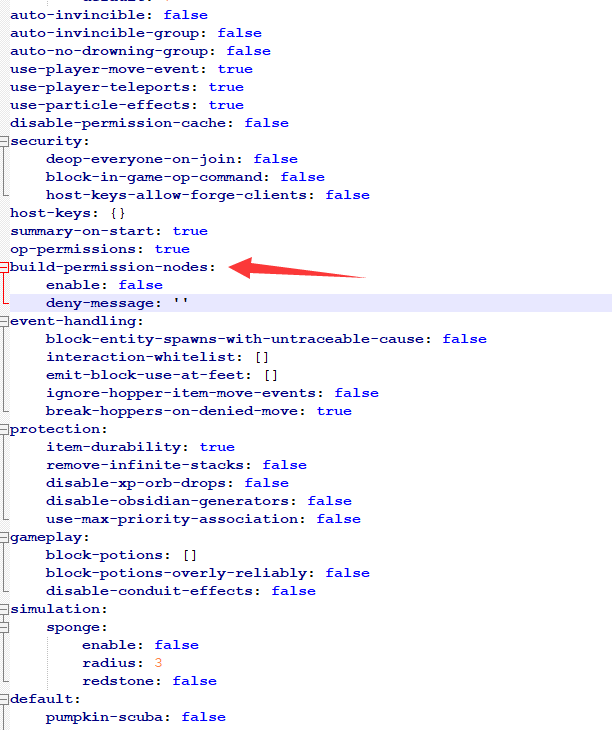 auto-invincible: false
auto-invincible-group: false
auto-no-drowning-group: false
use-player-move-event: true
use-player-teleports: true
use-particle-effects: true
disable-permission-cache: false
security:
    deop-everyone-on-join: false
    block-in-game-op-command: false
    host-keys-allow-forge-clients: false
host-keys: {}
summary-on-start: true
op-permissions: true
build-permission-nodes:
    enable: false
    deny-message: ''
event-handling:
    block-entity-spawns-with-untraceable-cause: false
    interaction-whitelist: []
    emit-block-use-at-feet: []
    ignore-hopper-item-move-events: false
    break-hoppers-on-denied-move: true
protection:
    item-durability: true
    remove-infinite-stacks: false
    disable-xp-orb-drops: false
    disable-obsidian-generators: false
    use-max-priority-association: false
gameplay:
    block-potions: []
    block-potions-overly-reliably: false
    disable-conduit-effects: false
simulation:
    sponge:
        enable: false
        radius: 3
        redstone: false
default:
    pumpkin-scuba: false